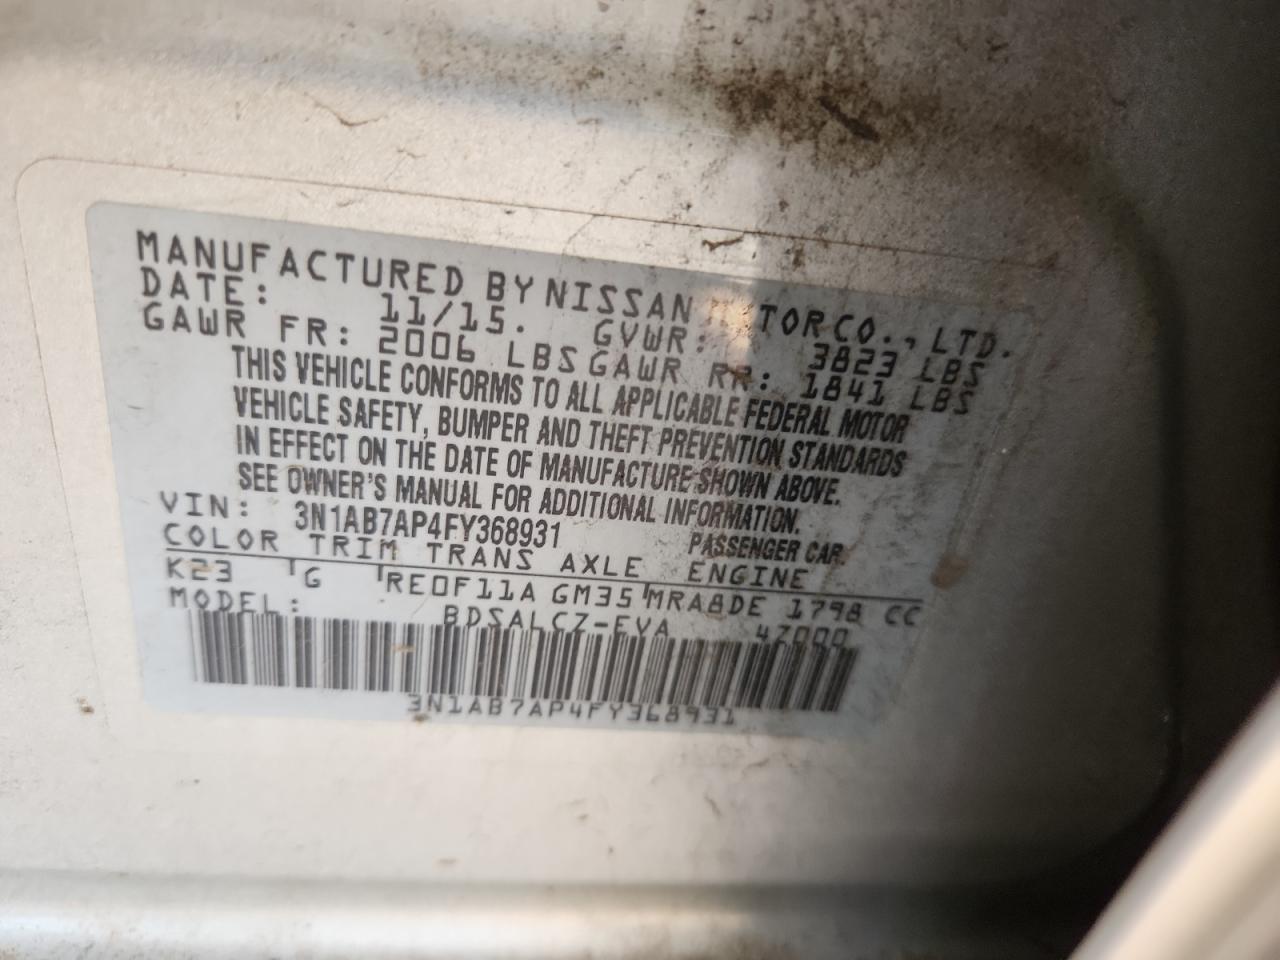 MANUFACTURED BY NISSAN MOTOR CO., LTD.
DATE: 11/15. GVWR: 3823 LBS
GAWR FR: 2006 LBS GAWR RR: 1841 LBS
THIS VEHICLE CONFORMS TO ALL APPLICABLE FEDERAL MOTOR
VEHICLE SAFETY, BUMPER AND THEFT PREVENTION STANDARDS
IN EFFECT ON THE DATE OF MANUFACTURE SHOWN ABOVE.
SEE OWNER'S MANUAL FOR ADDITIONAL INFORMATION.
VIN: 3N1AB7AP4FY368931 PASSENGER CAR
COLOR TRIM TRANS AXLE ENGINE
K23 G RE0F11A GM35 MRA8DE 1798 CC
MODEL: BDSALCZ-EVA 47000
3N1AB7AP4FY368931